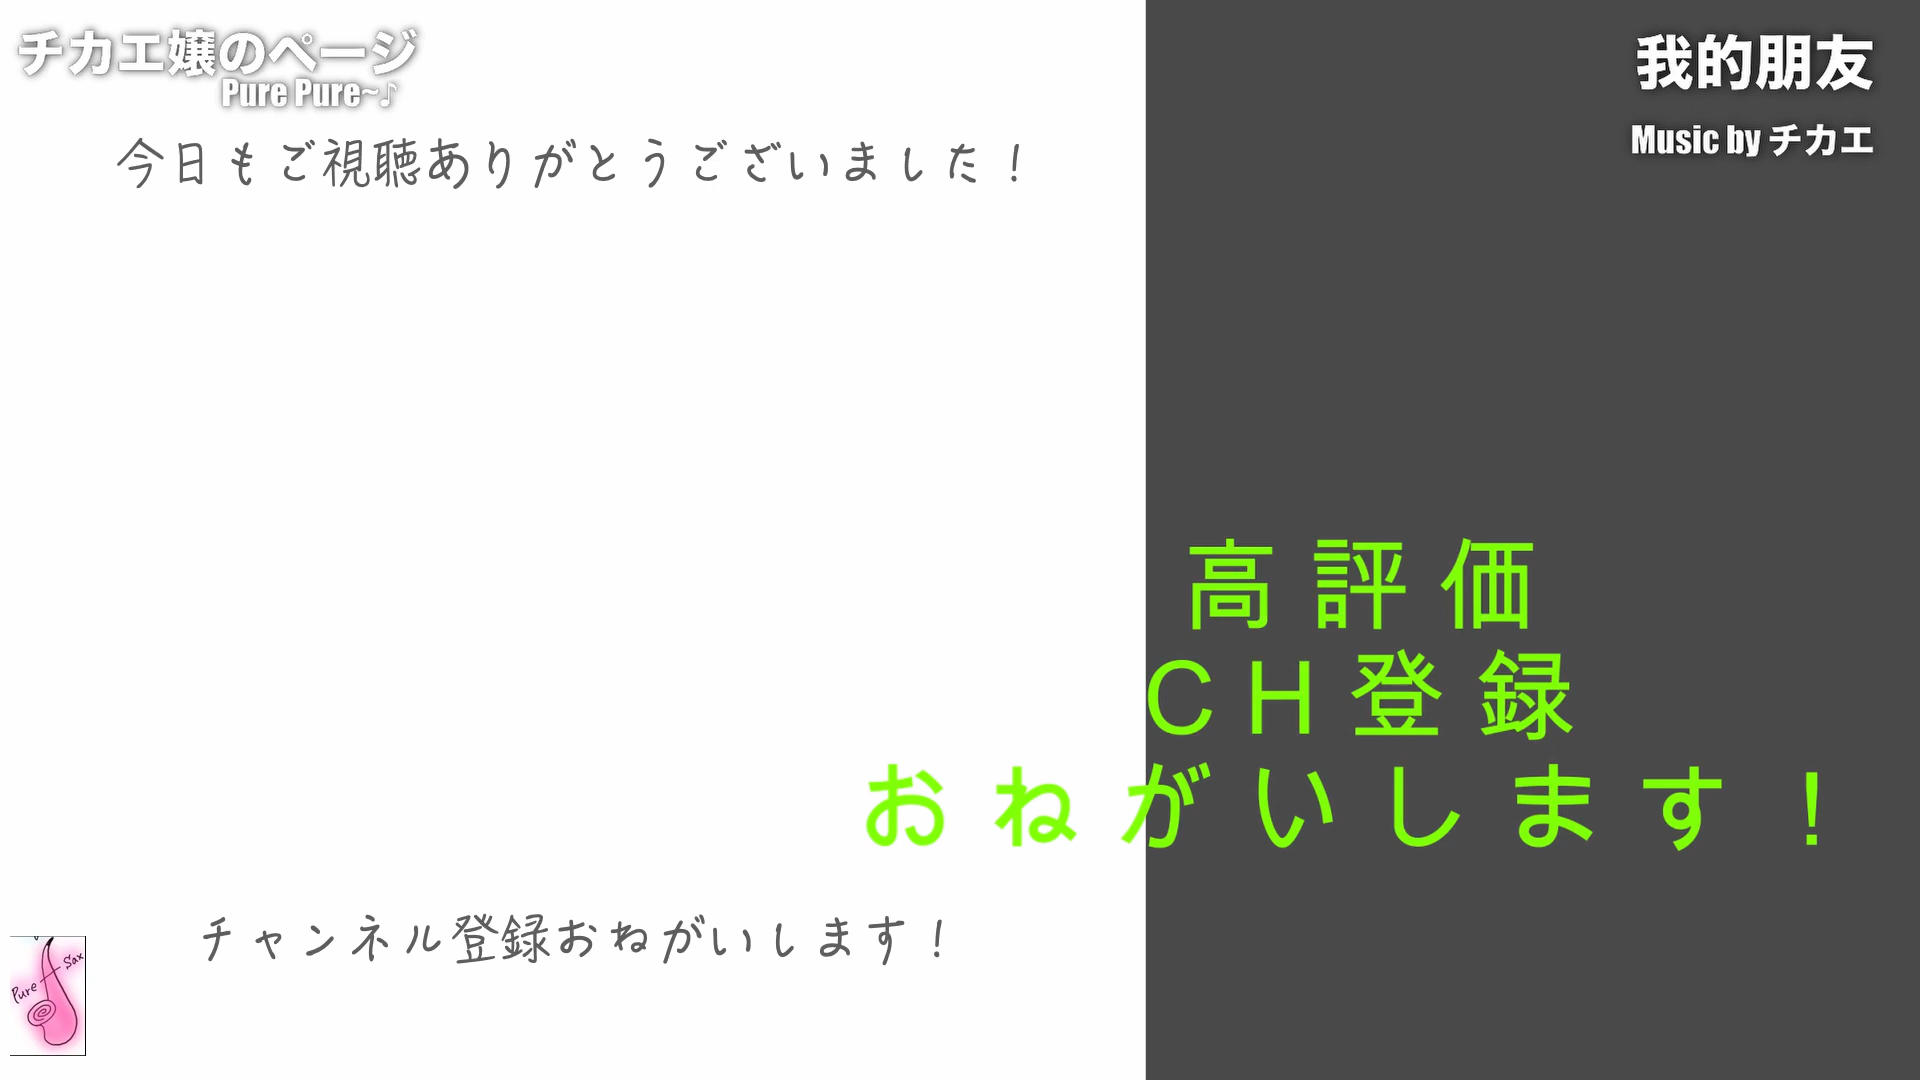 チカエ嬢のページ
Pure Pure~♪
我的朋友
Music by チカエ
今日もご視聴ありがとうございました！
高評価
CH登録
おねがいします！
チャンネル登録おねがいします！
Pure
Sax